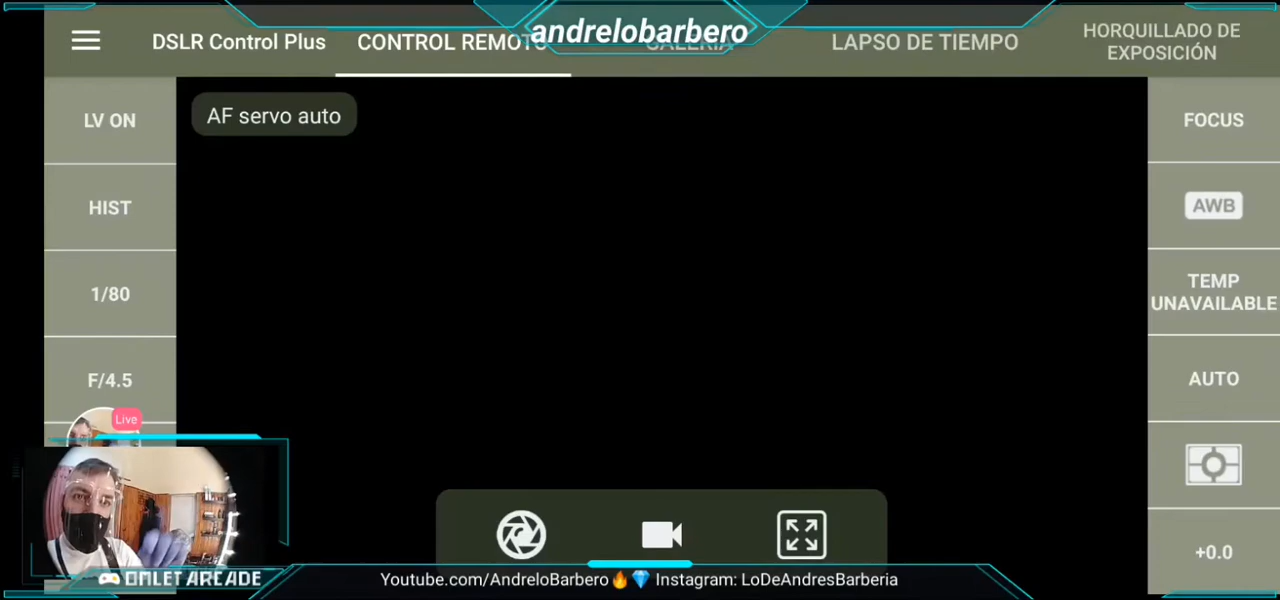 andrelobarbero
DSLR Control Plus
CONTROL REMOTO
GALERÍA
LAPSO DE TIEMPO
HORQUILLADO DE
EXPOSICIÓN
LV ON
AF servo auto
FOCUS
HIST
AWB
1/80
TEMP
UNAVAILABLE
F/4.5
AUTO
Live
+0.0
OMLET ARCADE
Youtube.com/AndreloBarbero🔥💎 Instagram: LoDeAndresBarberia